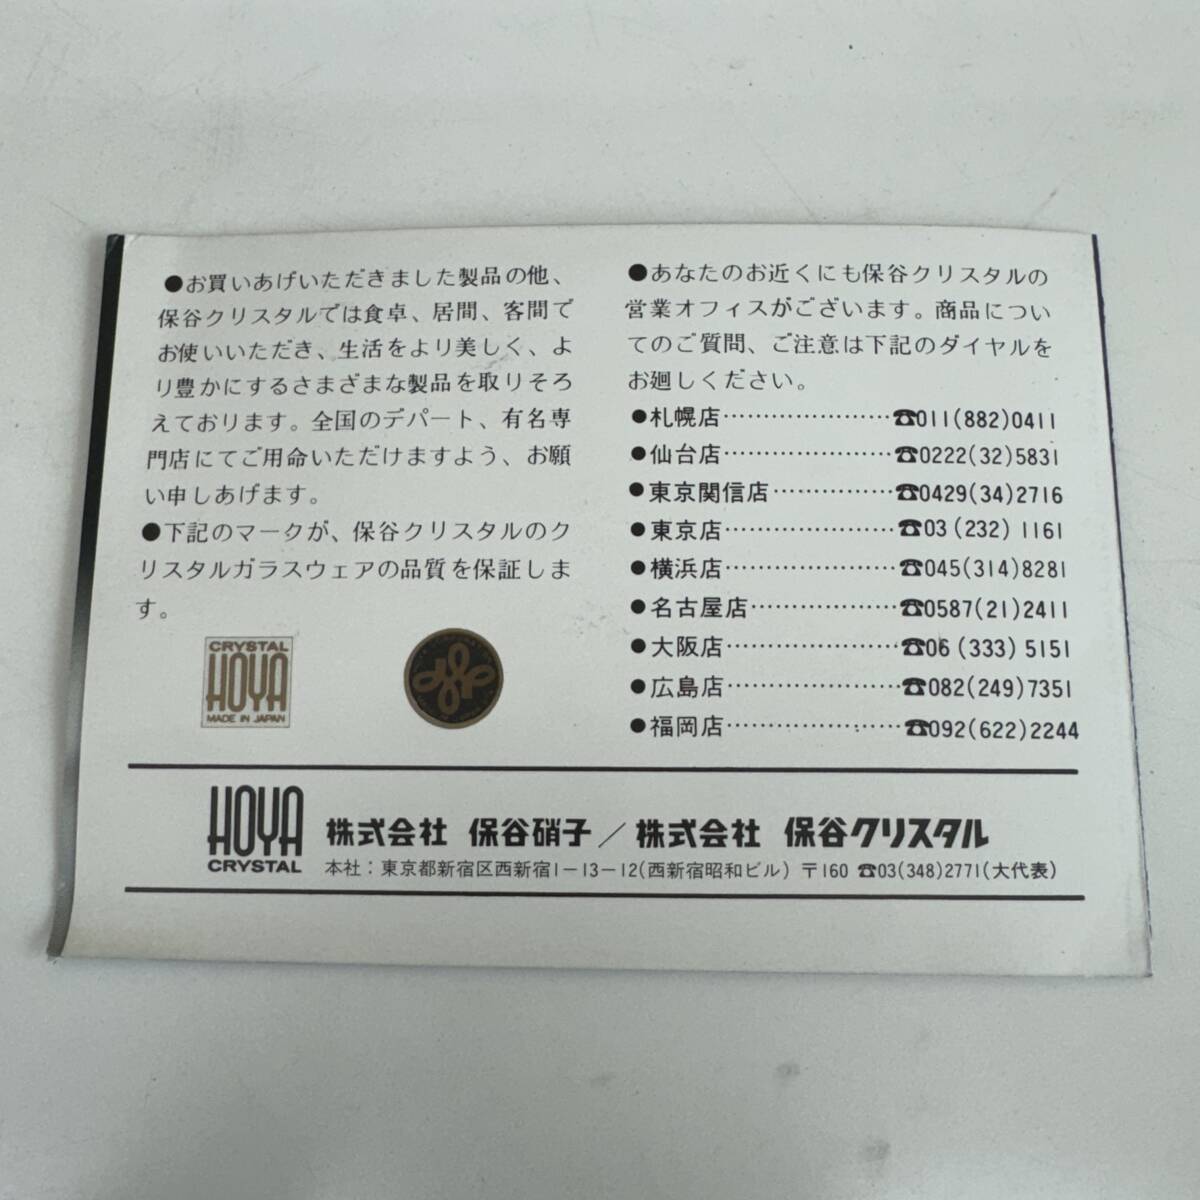 ●お買いあげいただきました製品の他、
保谷クリスタルでは食卓、居間、客間で
お使いいただき、生活をより美しく、よ
り豊かにするさまざまな製品を取りそろ
えております。全国のデパート、有名専
門店にてご用命いただけますよう、お願
い申しあげます。
●下記のマークが、保谷クリスタルのク
リスタルガラスウェアの品質を保証しま
す。
CRYSTAL
HOYA
MADE IN JAPAN
●あなたのお近くにも保谷クリスタルの
営業オフィスがございます。商品につい
てのご質問、ご注意は下記のダイヤルを
お廻しください。
●札幌店…………………☎011(882)0411
●仙台店…………………☎0222(32)5831
●東京関信店……………☎0429(34)2716
●東京店…………………☎03(232)1161
●横浜店…………………☎045(314)8281
●名古屋店………………☎0587(21)2411
●大阪店…………………☎06(333)5151
●広島店…………………☎082(249)7351
●福岡店…………………☎092(622)2244
HOYA
CRYSTAL
株式会社 保谷硝子／株式会社 保谷クリスタル
本社：東京都新宿区西新宿1－13－12(西新宿昭和ビル) 〒160 ☎03(348)2771(大代表)